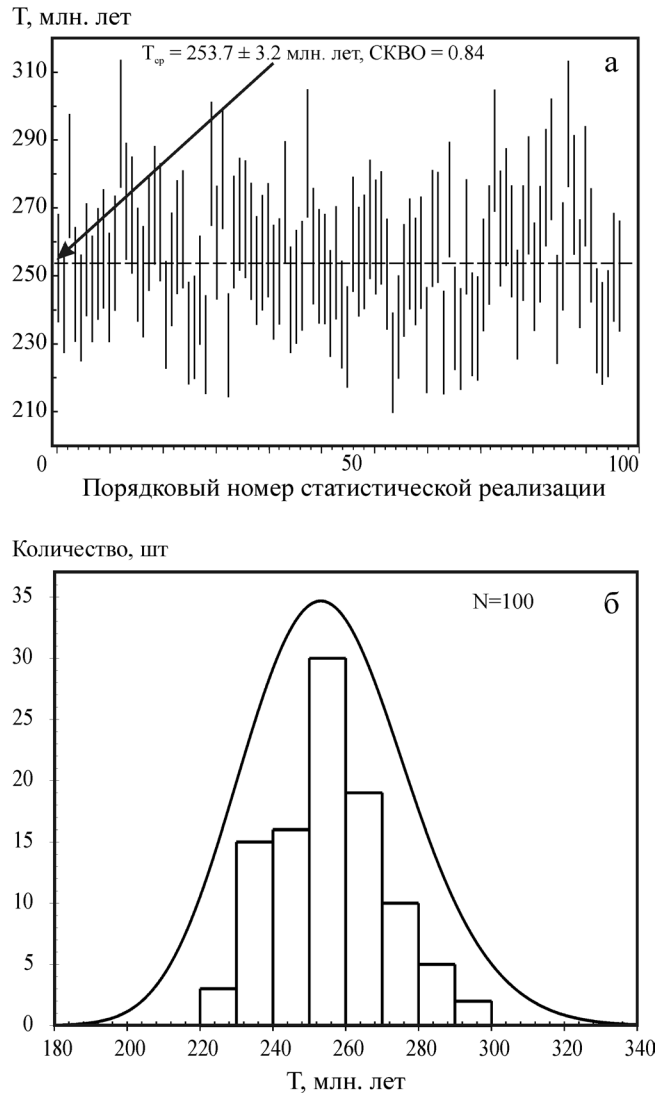 T, млн. лет
Tср = 253.7 ± 3.2 млн. лет, СКВО = 0.84
а
310
290
270
250
230
210
0 50 100
Порядковый номер статистической реализации
Количество, шт
N=100 б
35
30
25
20
15
10
5
0
180 200 220 240 260 280 300 320 340
T, млн. лет